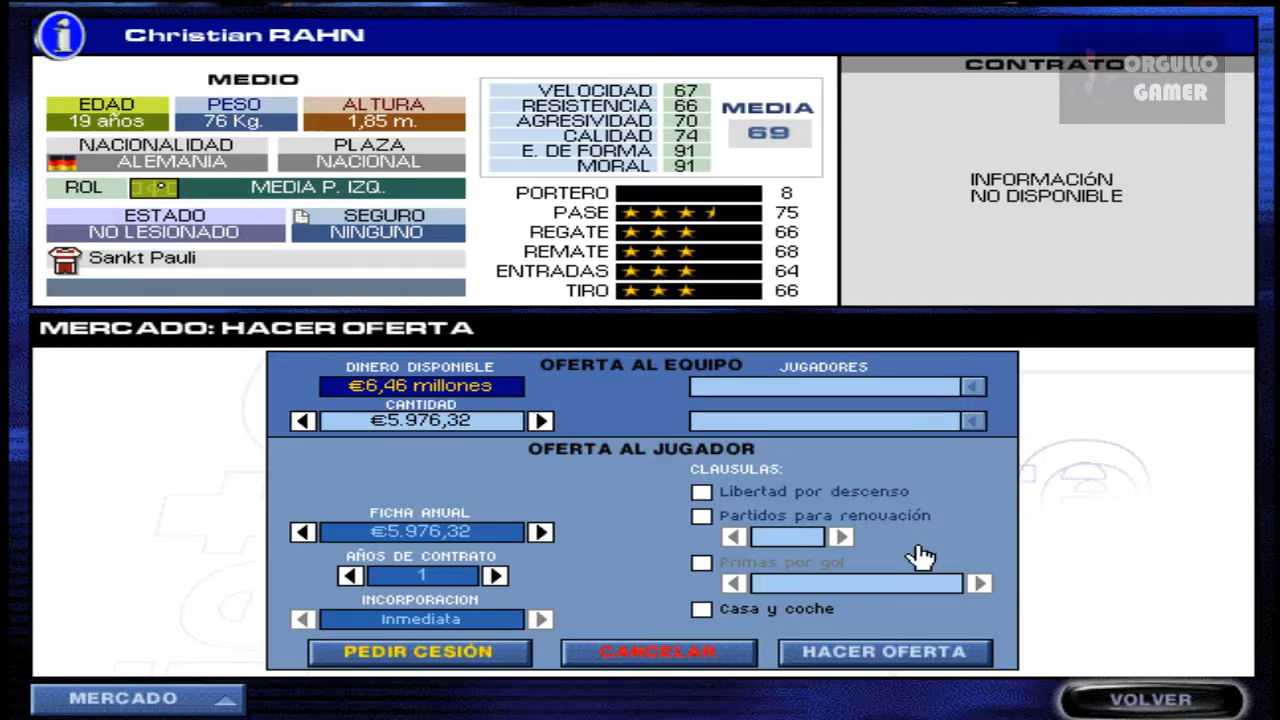 Christian RAHN
MEDIO
EDAD
19 años
PESO
76 Kg.
ALTURA
1,85 m.
NACIONALIDAD
ALEMANIA
PLAZA
NACIONAL
ROL
MEDIA P. IZQ.
ESTADO
NO LESIONADO
SEGURO
NINGUNO
Sankt Pauli
VELOCIDAD 67
RESISTENCIA 66
AGRESIVIDAD 70
CALIDAD 74
E. DE FORMA 91
MORAL 91
MEDIA
69
PORTERO 8
PASE 75
REGATE 66
REMATE 68
ENTRADAS 64
TIRO 66
CONTRATO
ORGULLO
GAMER
INFORMACIÓN
NO DISPONIBLE
MERCADO: HACER OFERTA
OFERTA AL EQUIPO
DINERO DISPONIBLE
€6,46 millones
CANTIDAD
€5.976,32
JUGADORES
OFERTA AL JUGADOR
FICHA ANUAL
€5.976,32
AÑOS DE CONTRATO
1
INCORPORACION
Inmediata
CLAUSULAS:
Libertad por descenso
Partidos para renovación
Primas por gol
Casa y coche
PEDIR CESIÓN
CANCELAR
HACER OFERTA
MERCADO
VOLVER